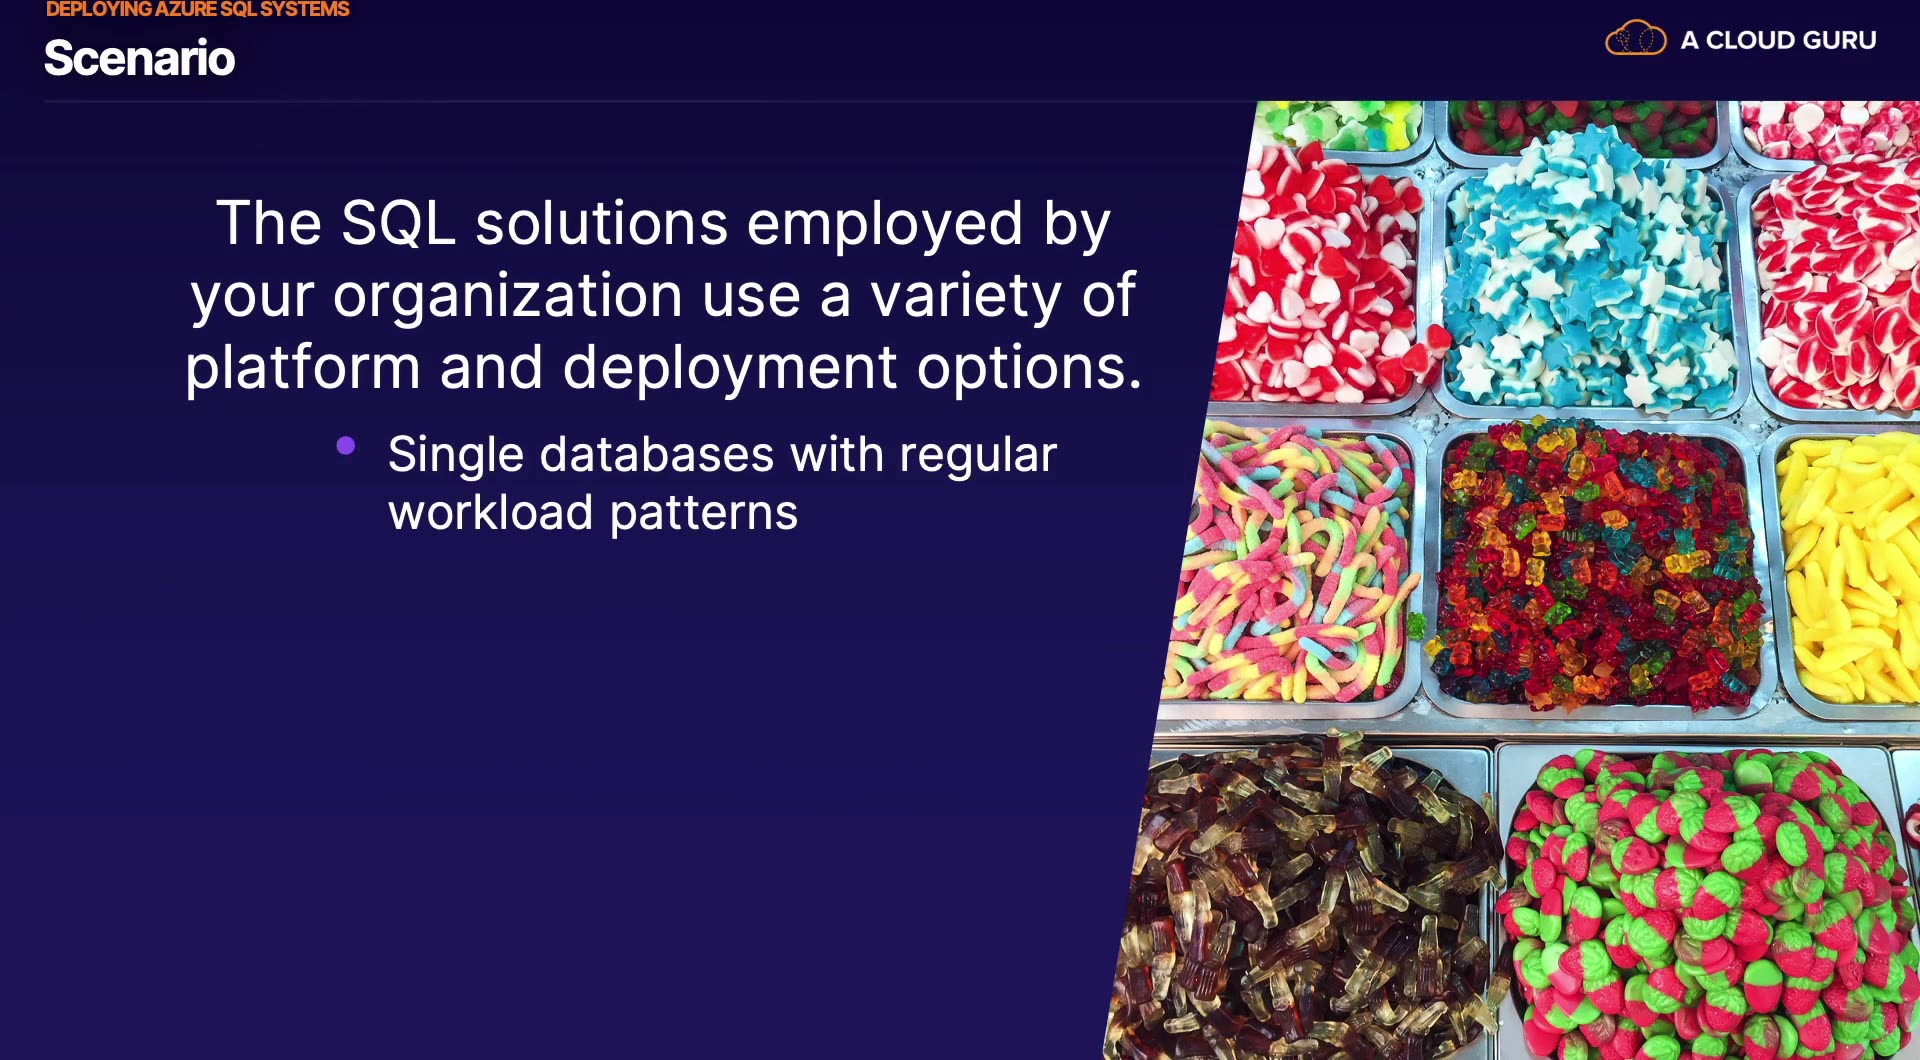 DEPLOYING AZURE SQL SYSTEMS
Scenario
A CLOUD GURU
The SQL solutions employed by
your organization use a variety of
platform and deployment options.
Single databases with regular
workload patterns